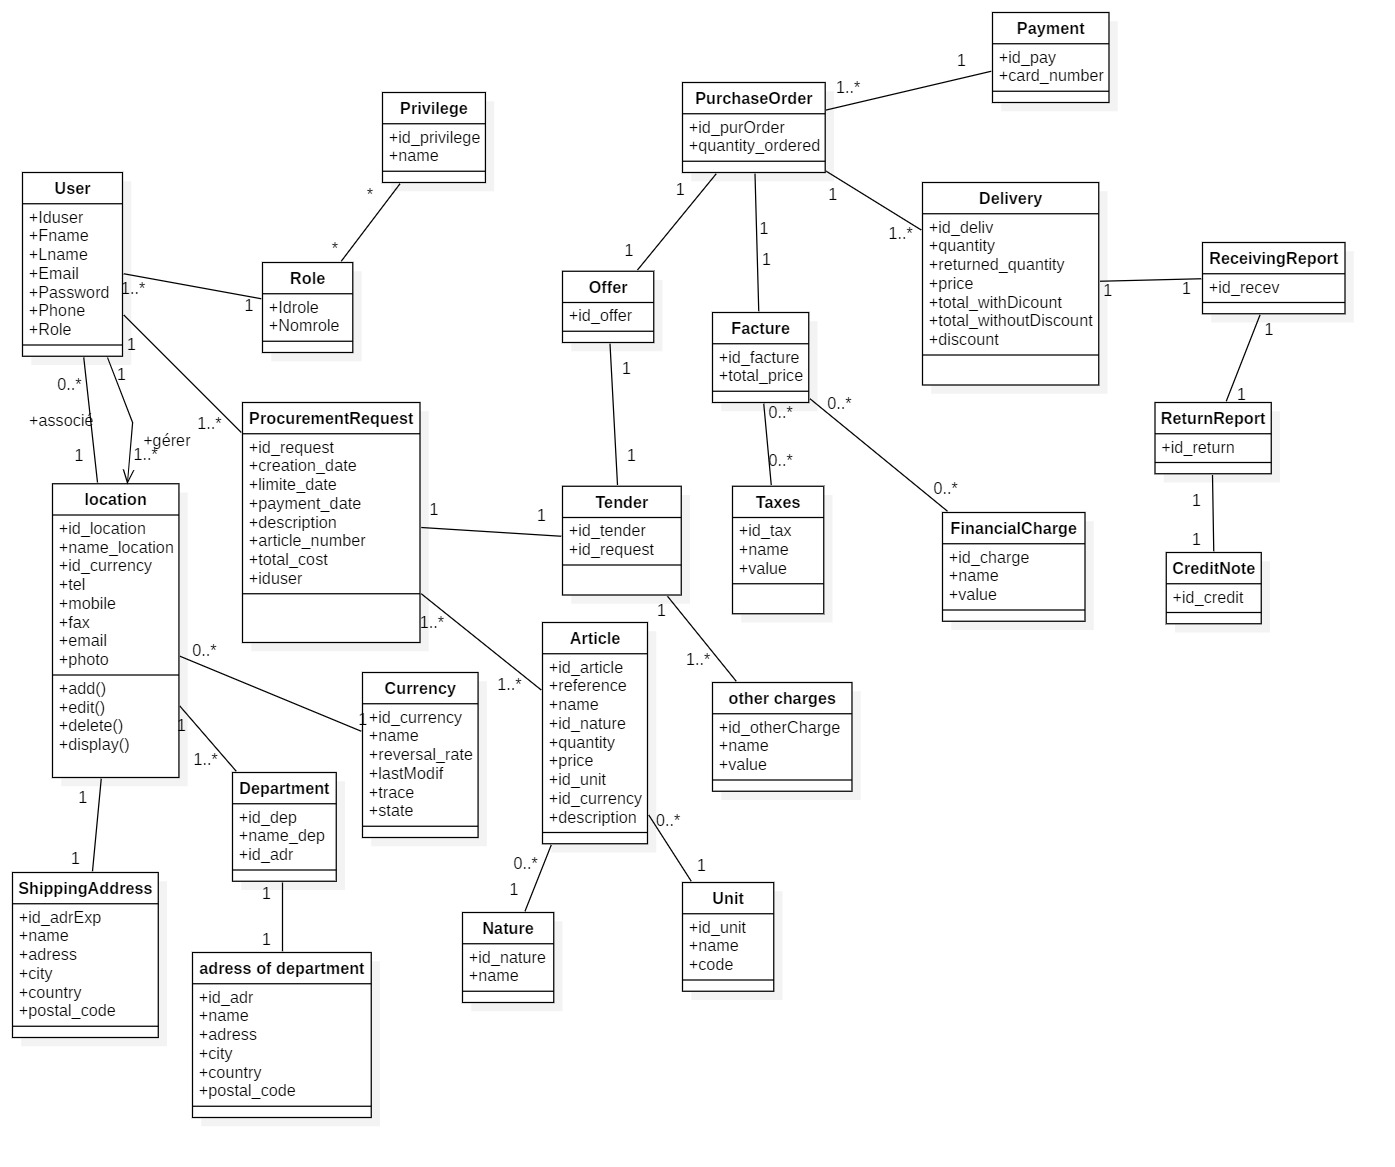 Payment
+id_pay
+card_number
1
1..*
PurchaseOrder
+id_purOrder
+quantity_ordered
1
1
1
Privilege
+id_privilege
+name
*
*
User
+Iduser
+Fname
+Lname
+Email
+Password
+Phone
+Role
1..*
1
Role
+Idrole
+Nomrole
1
1..*
Offer
+id_offer
1
1
1
Facture
+id_facture
+total_price
1
0..*
0..*
0..*
0..*
Delivery
+id_deliv
+quantity
+returned_quantity
+price
+total_withDicount
+total_withoutDiscount
+discount
1..*
1
1
ReceivingReport
+id_recev
1
1
ReturnReport
+id_return
1
1
CreditNote
+id_credit
0..*
+associé
1
1
+gérer
1..*
ProcurementRequest
+id_request
+creation_date
+limite_date
+payment_date
+description
+article_number
+total_cost
+iduser
1
1
1..*
1..*
Tender
+id_tender
+id_request
1
1..*
Taxes
+id_tax
+name
+value
FinancialCharge
+id_charge
+name
+value
location
+id_location
+name_location
+id_currency
+tel
+mobile
+fax
+email
+photo
+add()
+edit()
+delete()
+display()
0..*
1
1
1..*
1
1
Currency
+id_currency
+name
+reversal_rate
+lastModif
+trace
+state
Article
+id_article
+reference
+name
+id_nature
+quantity
+price
+id_unit
+id_currency
+description
0..*
1
0..*
1
other charges
+id_otherCharge
+name
+value
Department
+id_dep
+name_dep
+id_adr
1
1
ShippingAddress
+id_adrExp
+name
+adress
+city
+country
+postal_code
adress of department
+id_adr
+name
+adress
+city
+country
+postal_code
Nature
+id_nature
+name
Unit
+id_unit
+name
+code